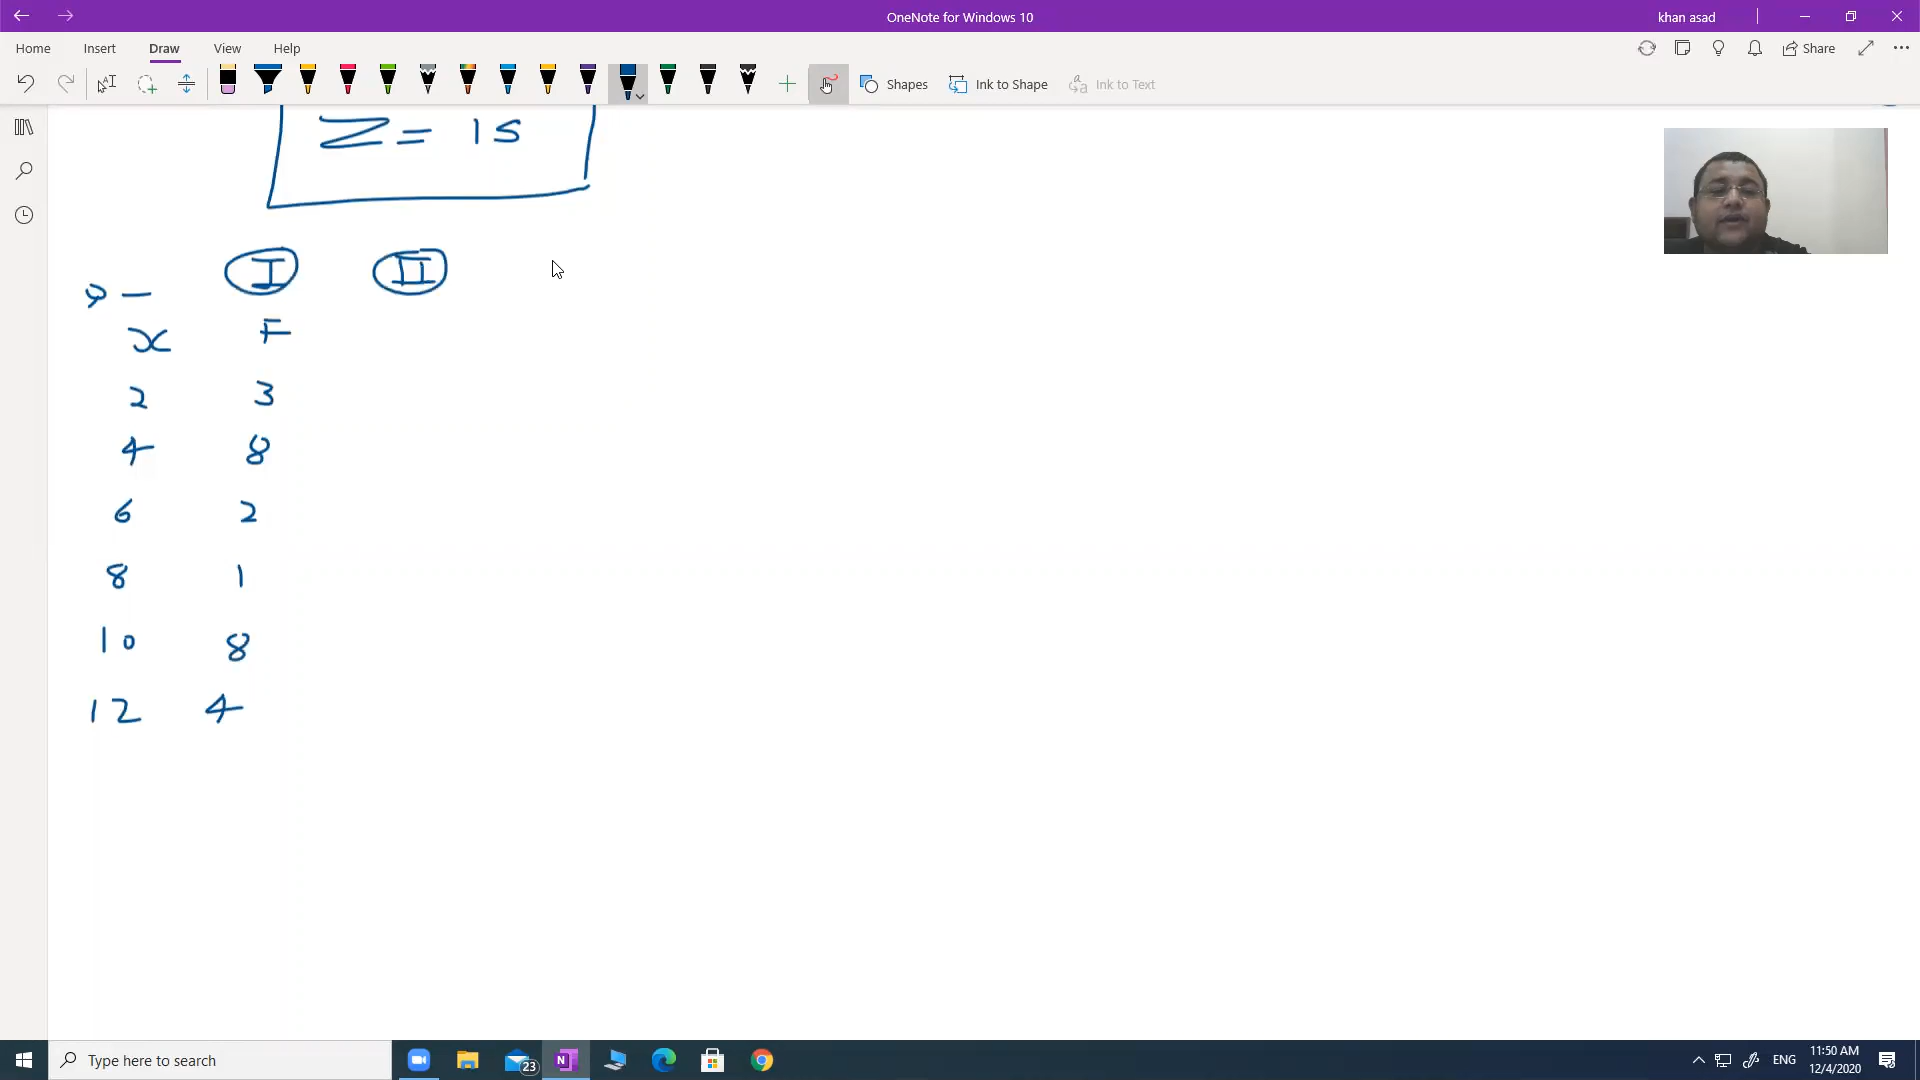 OneNote for Windows 10
khan asad
Home Insert Draw View Help
Share
Shapes Ink to Shape Ink to Text
Z = 15
I II
x F
2 3
4 8
6 2
8 1
10 8
12 4
Type here to search
23
N
ENG
11:50 AM
12/4/2020